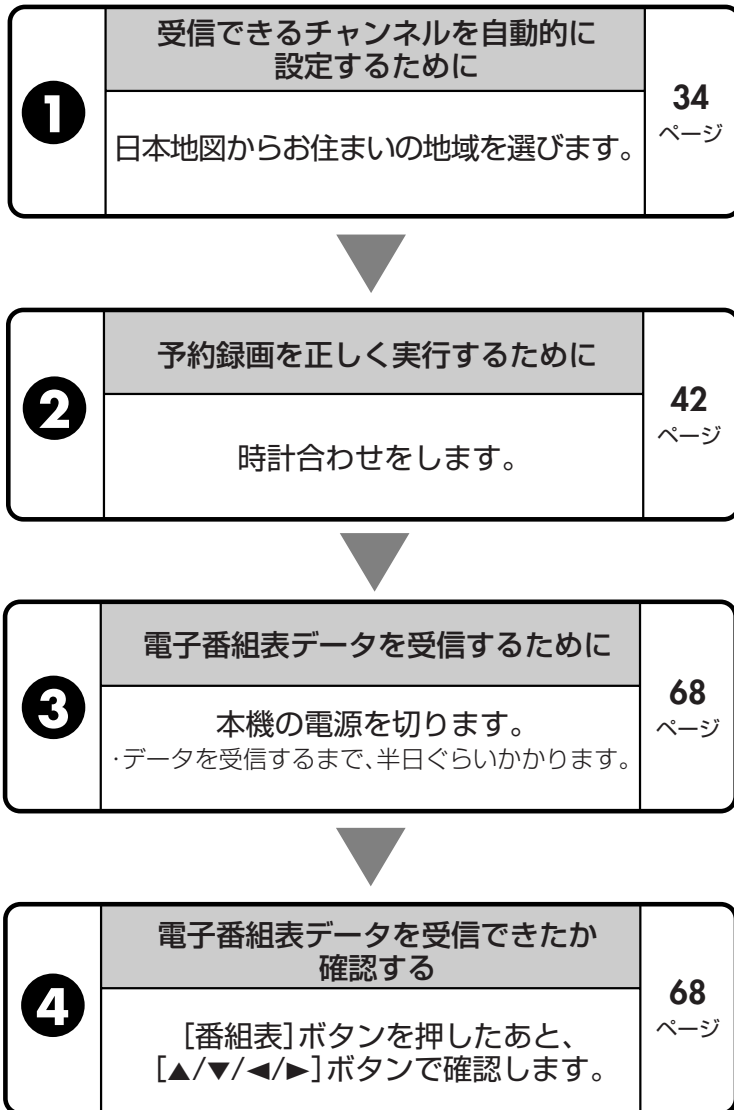 ❶
受信できるチャンネルを自動的に
設定するために
日本地図からお住まいの地域を選びます。
34
ページ
❷
予約録画を正しく実行するために
時計合わせをします。
42
ページ
❸
電子番組表データを受信するために
本機の電源を切ります。
·データを受信するまで、半日ぐらいかかります。
68
ページ
❹
電子番組表データを受信できたか
確認する
[番組表]ボタンを押したあと、
[▲/▼/◄/►]ボタンで確認します。
68
ページ